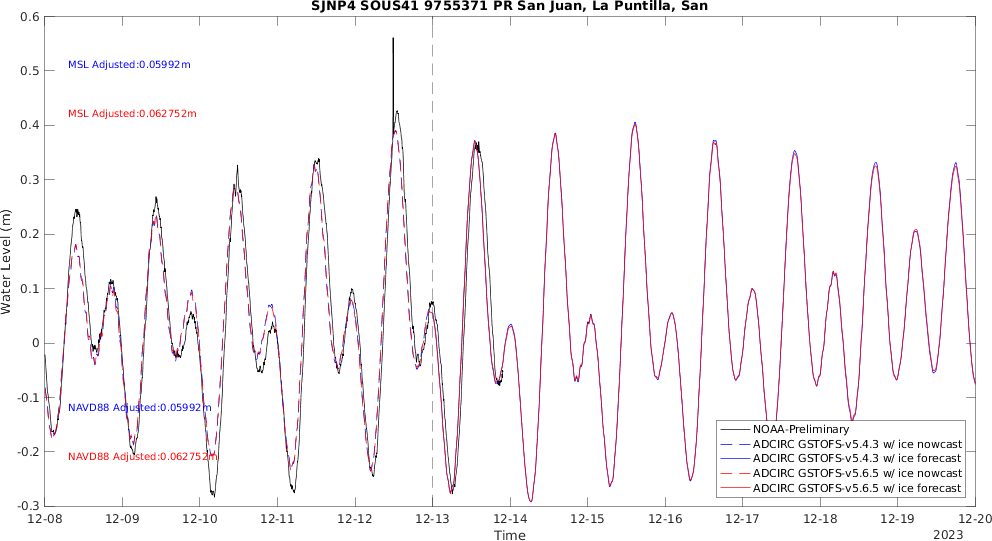 SJNP4 SOUS41 9755371 PR San Juan, La Puntilla, San
0.6
0.5
0.4
0.3
0.2
0.1
0
-0.1
-0.2
-0.3
Water Level (m)
MSL Adjusted:0.05992m
MSL Adjusted:0.062752m
NAVD88 Adjusted:0.05992m
NAVD88 Adjusted:0.062752m
NOAA-Preliminary
ADCIRC GSTOFS-v5.4.3 w/ ice nowcast
ADCIRC GSTOFS-v5.4.3 w/ ice forecast
ADCIRC GSTOFS-v5.6.5 w/ ice nowcast
ADCIRC GSTOFS-v5.6.5 w/ ice forecast
12-08 12-09 12-10 12-11 12-12 12-13 12-14 12-15 12-16 12-17 12-18 12-19 12-20
Time
2023